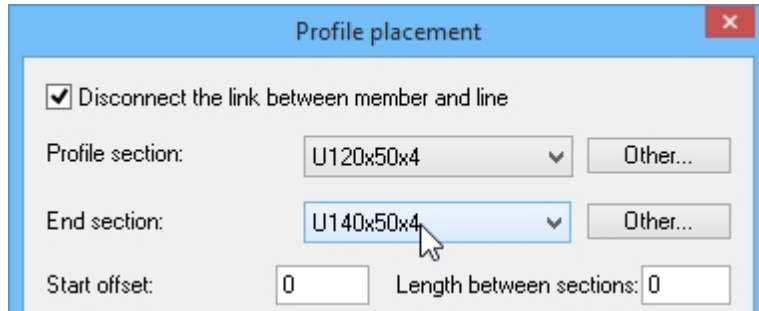 Profile placement
Disconnect the link between member and line
Profile section: U120x50x4 Other...
End section: U140x50x4 Other...
Start offset: 0 Length between sections: 0